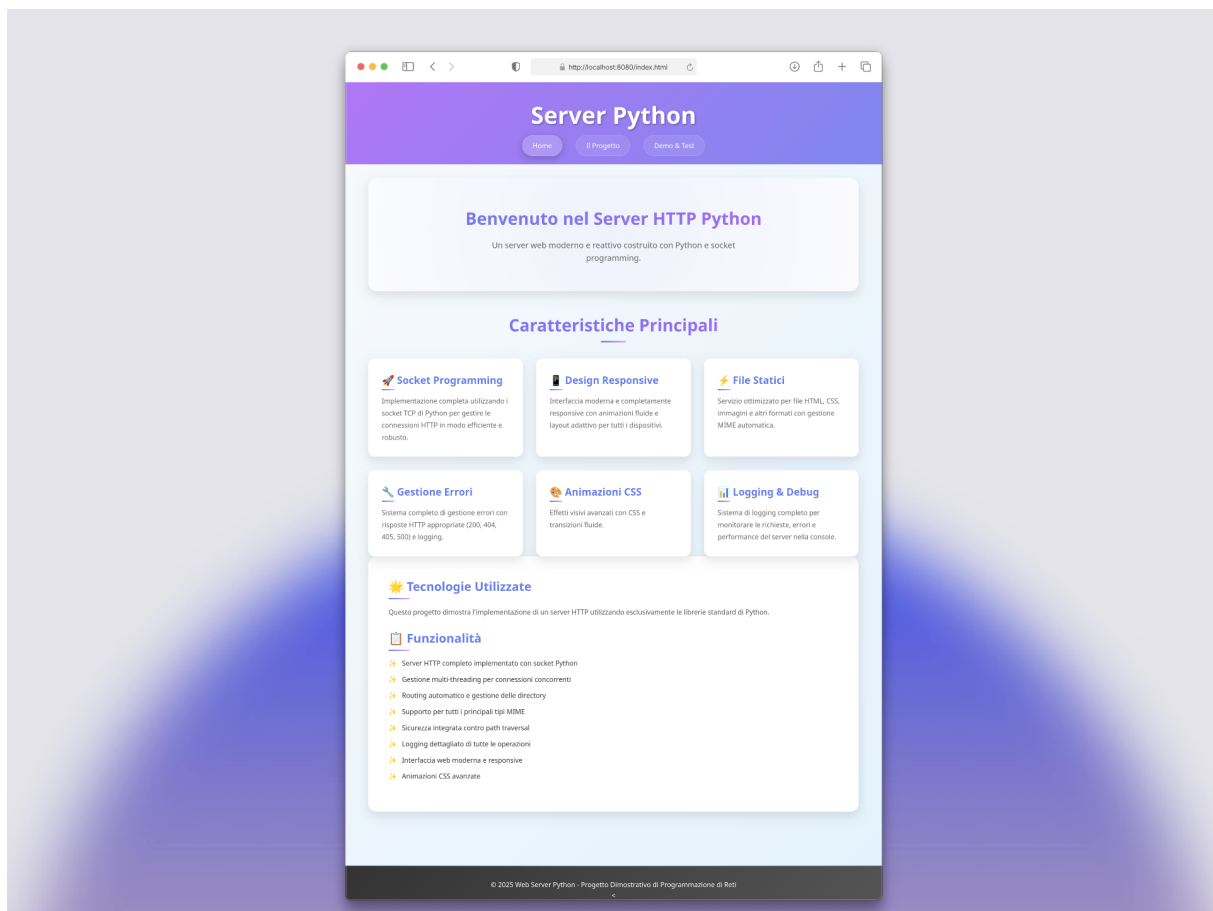 http://localhost:8080/index.html
Server Python
Home
Il Progetto
Demo & Test
Benvenuto nel Server HTTP Python
Un server web moderno e reattivo costruito con Python e socket
programming.
Caratteristiche Principali
🚀 Socket Programming
Implementazione completa utilizzando i
socket TCP di Python per gestire le
connessioni HTTP in modo efficiente e
robusto.
📱 Design Responsive
Interfaccia moderna e completamente
responsive con animazioni fluide e
layout adattivo per tutti i dispositivi.
⚡ File Statici
Servizio ottimizzato per file HTML, CSS,
immagini e altri formati con gestione
MIME automatica.
🔧 Gestione Errori
Sistema completo di gestione errori con
risposte HTTP appropriate (200, 404,
405, 500) e logging.
🎨 Animazioni CSS
Effetti visivi avanzati con CSS e
transizioni fluide.
📊 Logging & Debug
Sistema di logging completo per
monitorare le richieste, errori e
performance del server nella console.
🌟 Tecnologie Utilizzate
Questo progetto dimostra l'implementazione di un server HTTP utilizzando esclusivamente le librerie standard di Python.
📋 Funzionalità
✨ Server HTTP completo implementato con socket Python
✨ Gestione multi-threading per connessioni concorrenti
✨ Routing automatico e gestione delle directory
✨ Supporto per tutti i principali tipi MIME
✨ Sicurezza integrata contro path traversal
✨ Logging dettagliato di tutte le operazioni
✨ Interfaccia web moderna e responsive
✨ Animazioni CSS avanzate
© 2025 Web Server Python - Progetto Dimostrativo di Programmazione di Reti
<